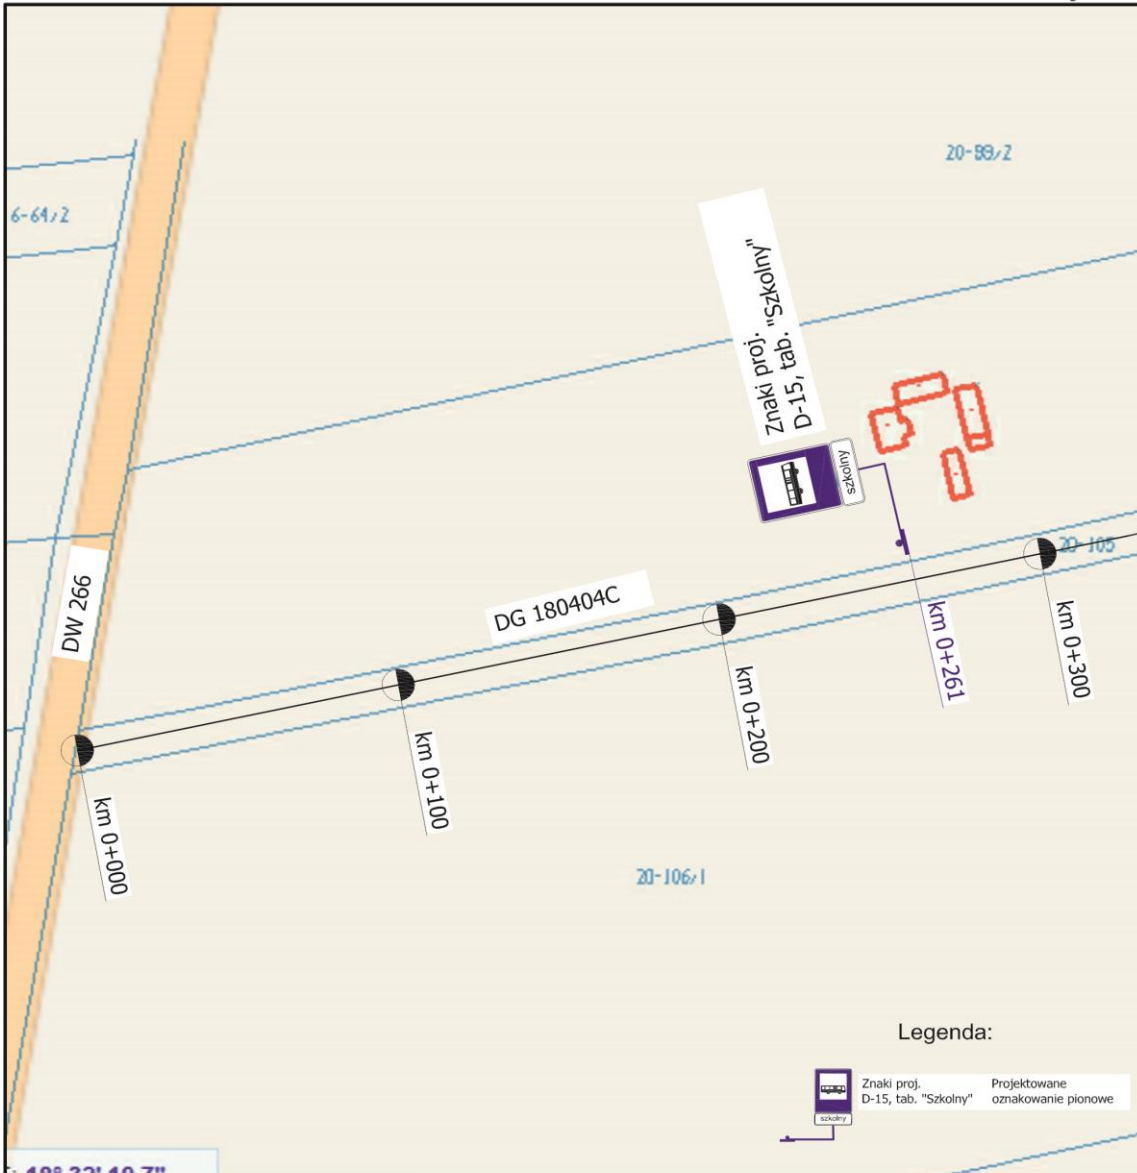 20-89/2
6-64/2
Znaki proj.
D-15, tab. "Szkolny"
szkolny
DW 266
DG 180404C
20-105
km 0+000
km 0+100
km 0+200
km 0+261
km 0+300
20-106/1
Legenda:
Znaki proj.
D-15, tab. "Szkolny"
Projektowane
oznakowanie pionowe
szkolny